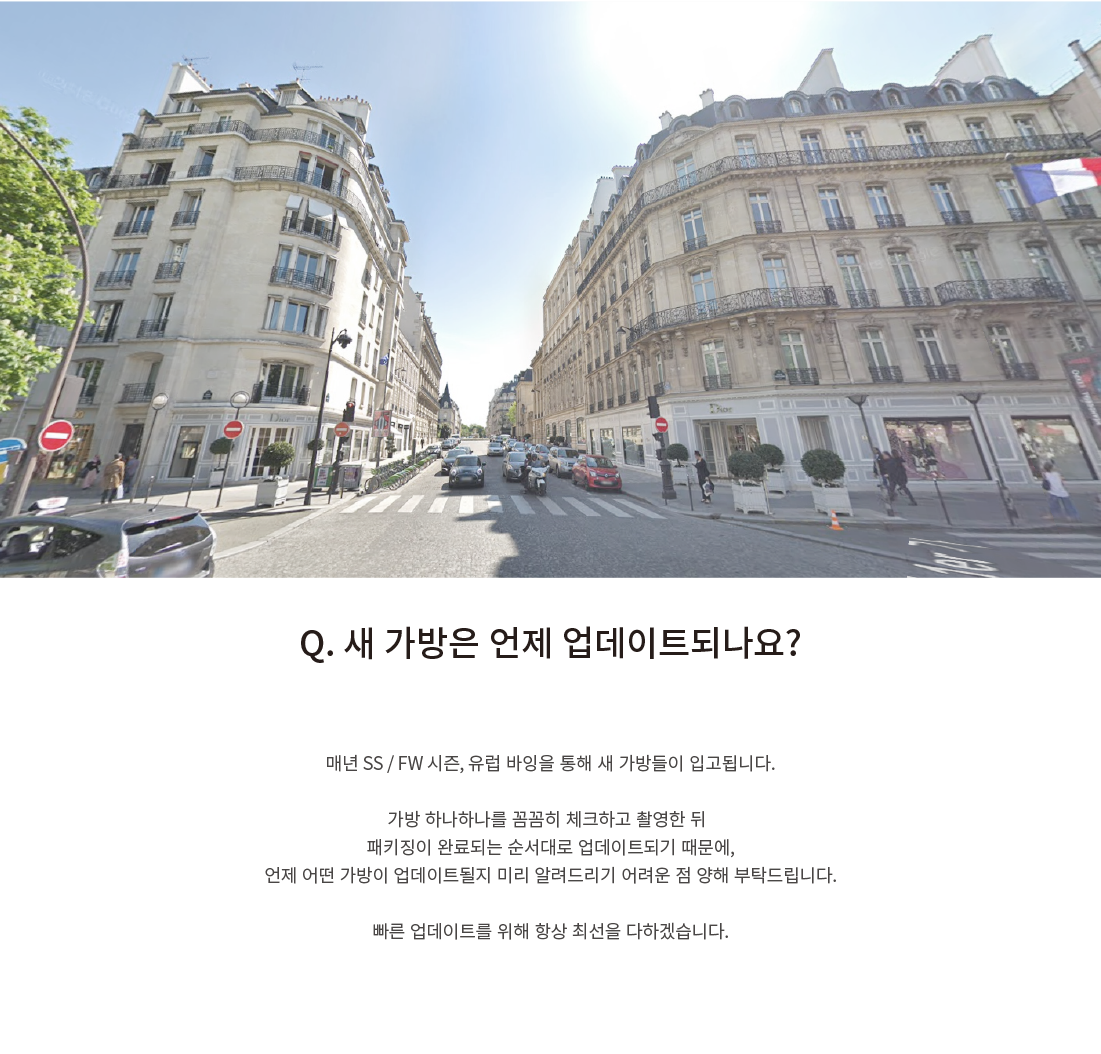 Dior
Dior
Q. 새 가방은 언제 업데이트되나요?
매년 SS / FW 시즌, 유럽 바잉을 통해 새 가방들이 입고됩니다.
가방 하나하나를 꼼꼼히 체크하고 촬영한 뒤
패키징이 완료되는 순서대로 업데이트되기 때문에,
언제 어떤 가방이 업데이트될지 미리 알려드리기 어려운 점 양해 부탁드립니다.
빠른 업데이트를 위해 항상 최선을 다하겠습니다.